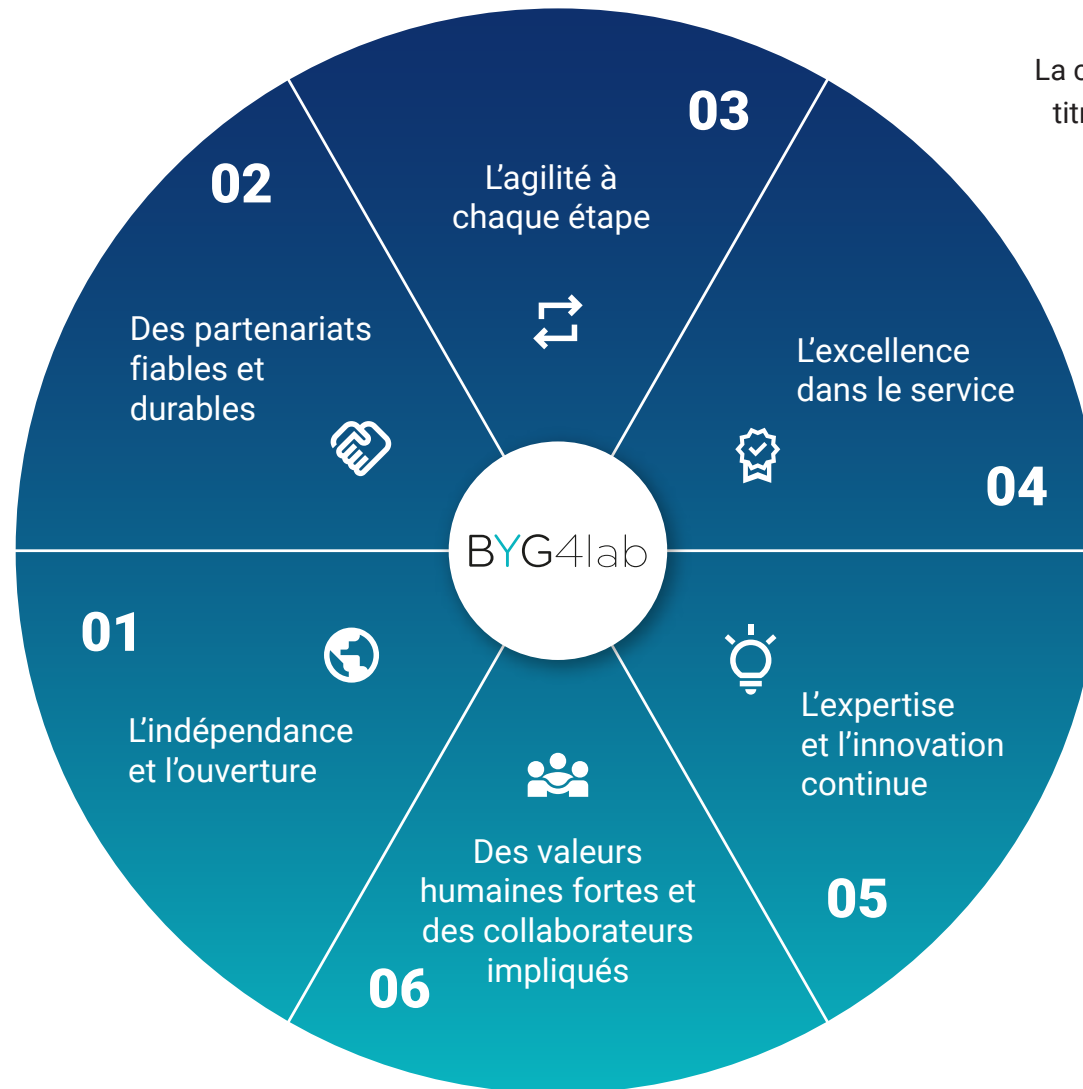 03
L'agilité à
chaque étape
02
Des partenariats
fiables et
durables
L'excellence
dans le service
04
BYG4lab
01
L'indépendance
et l'ouverture
L'expertise
et l'innovation
continue
05
Des valeurs
humaines fortes et
des collaborateurs
impliqués
06
La